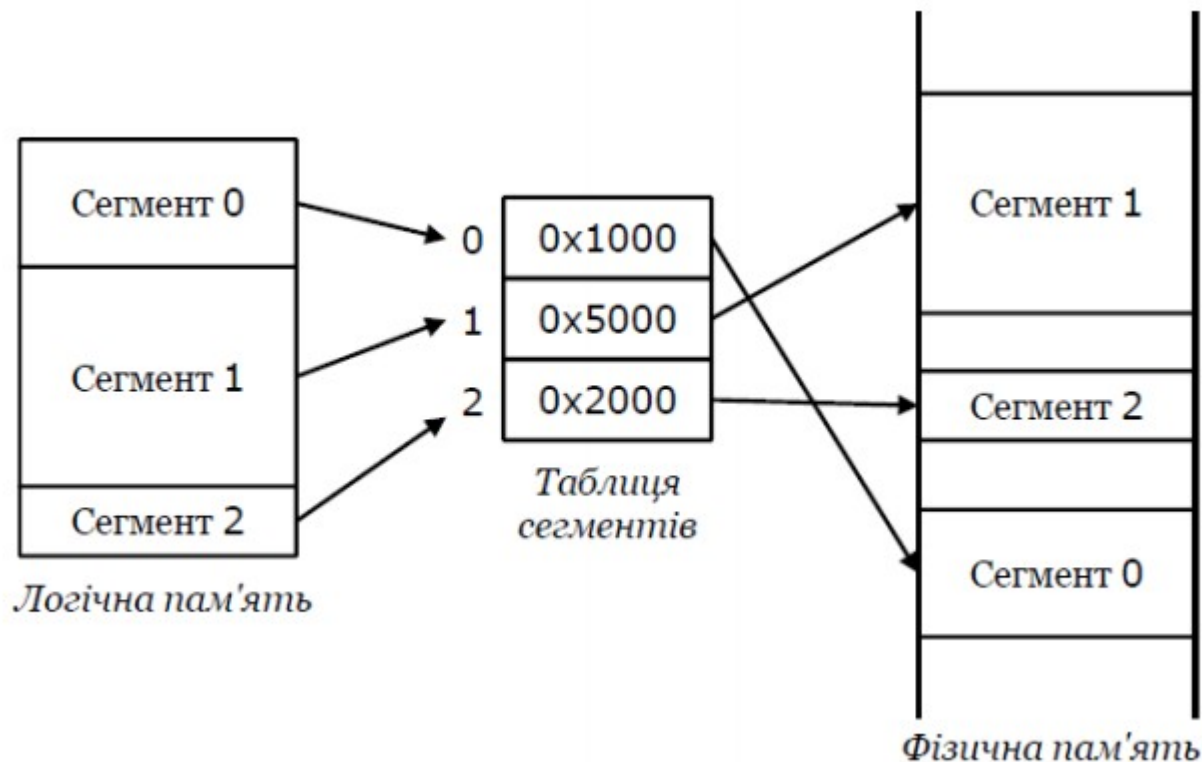 Сегмент 0
Сегмент 1
Сегмент 2
Логічна пам'ять
0 0x1000
1 0x5000
2 0x2000
Таблиця
сегментів
Сегмент 1
Сегмент 2
Сегмент 0
Фізична пам'ять